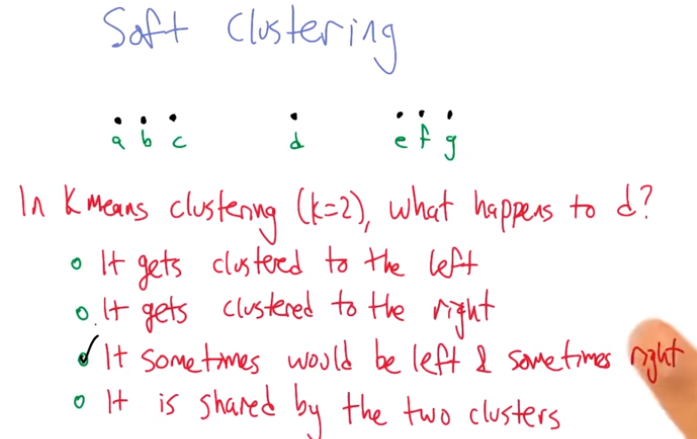 Soft Clustering
a b c d e f g
In K Means clustering (k=2), what happens to d?
It gets clustered to the left
It gets clustered to the right
It sometimes would be left & sometimes right
It is shared by the two clusters